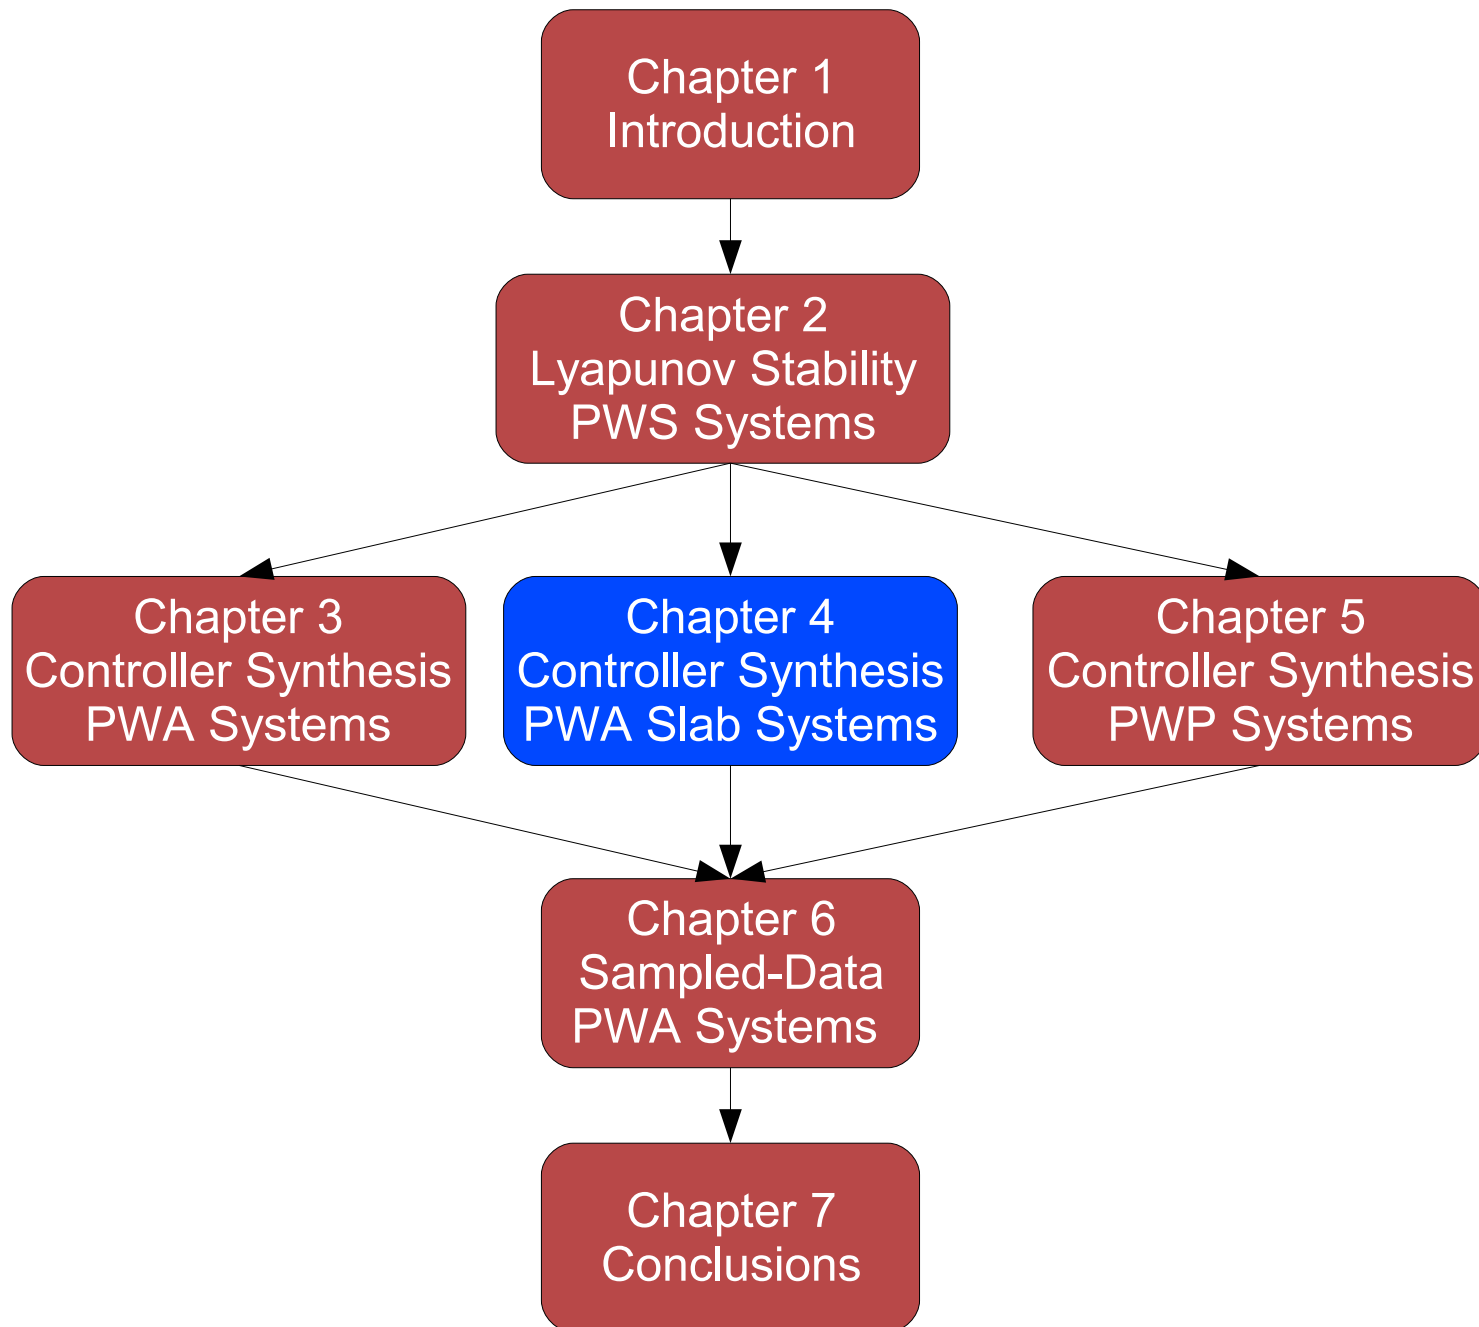 Chapter 1
Introduction
Chapter 2
Lyapunov Stability
PWS Systems
Chapter 3
Controller Synthesis
PWA Systems
Chapter 4
Controller Synthesis
PWA Slab Systems
Chapter 5
Controller Synthesis
PWP Systems
Chapter 6
Sampled-Data
PWA Systems
Chapter 7
Conclusions